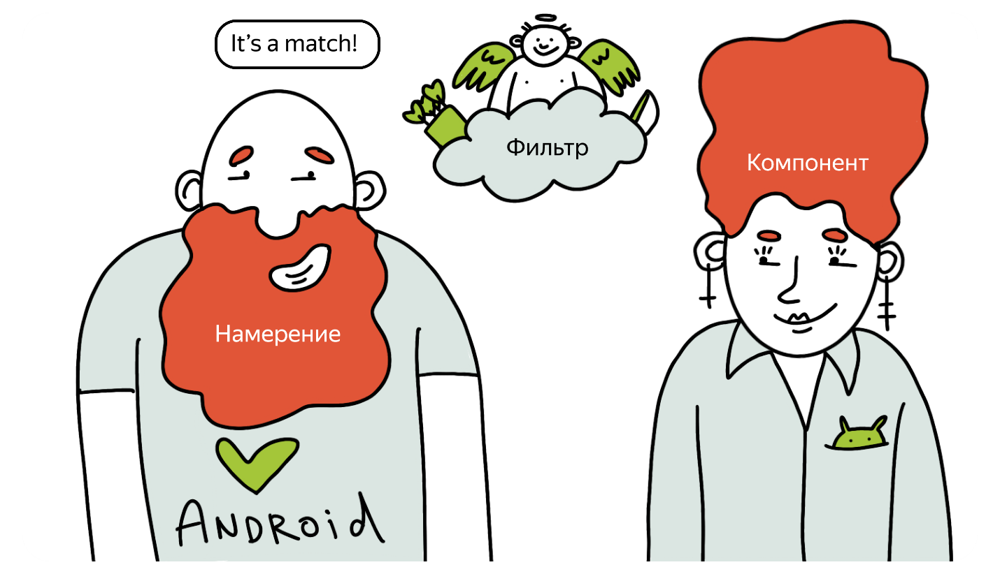 It's a match!
Фильтр
Компонент
Намерение
ANDROid